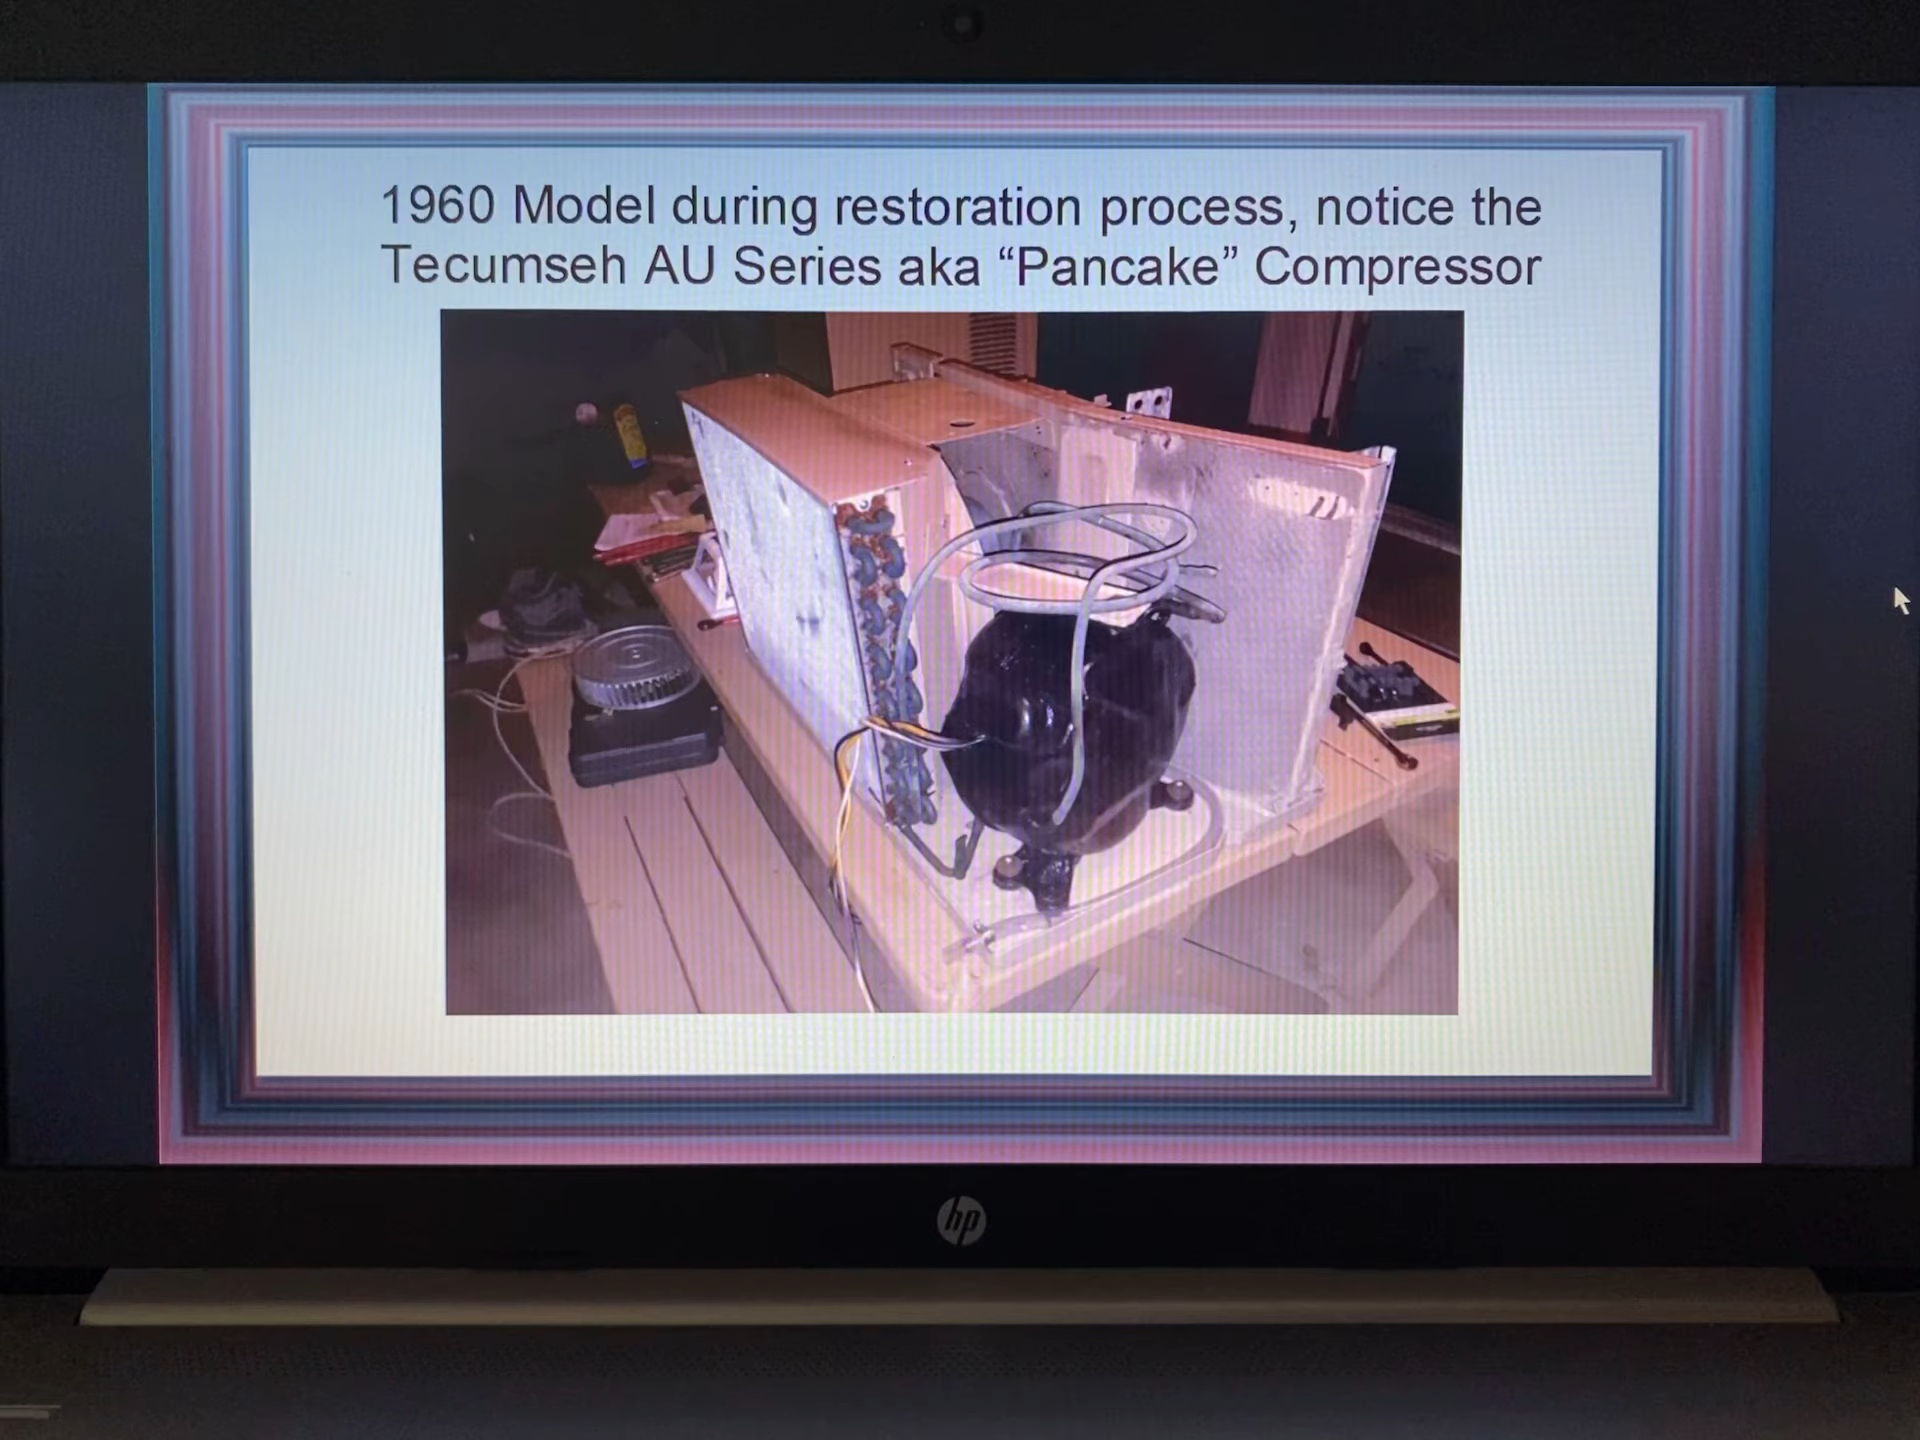 1960 Model during restoration process, notice the
Tecumseh AU Series aka “Pancake” Compressor
hp